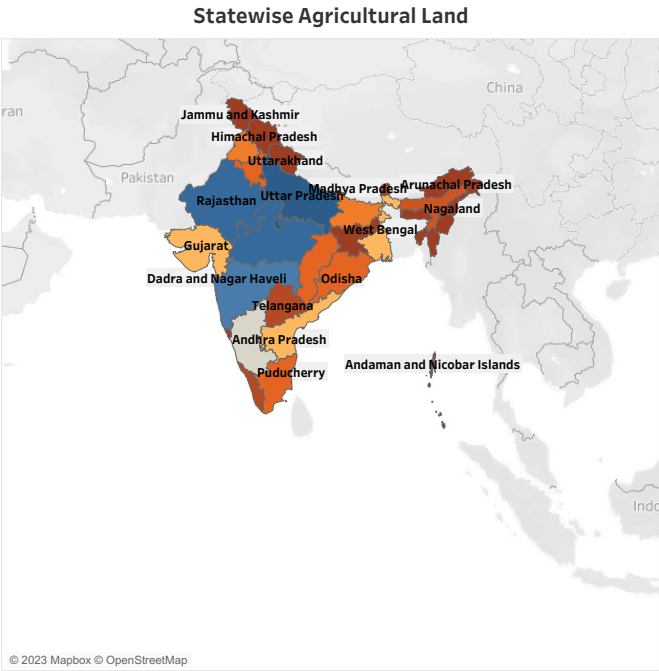 Statewise Agricultural Land
China
ran
Jammu and Kashmir
Himachal Pradesh
Uttarakhand
Pakistan
Madhya Pradesh
Arunachal Pradesh
Rajasthan
Uttar Pradesh
Nagaland
West Bengal
Gujarat
Dadra and Nagar Haveli
Odisha
Telangana
Andhra Pradesh
Andaman and Nicobar Islands
Puducherry
Indo
© 2023 Mapbox © OpenStreetMap